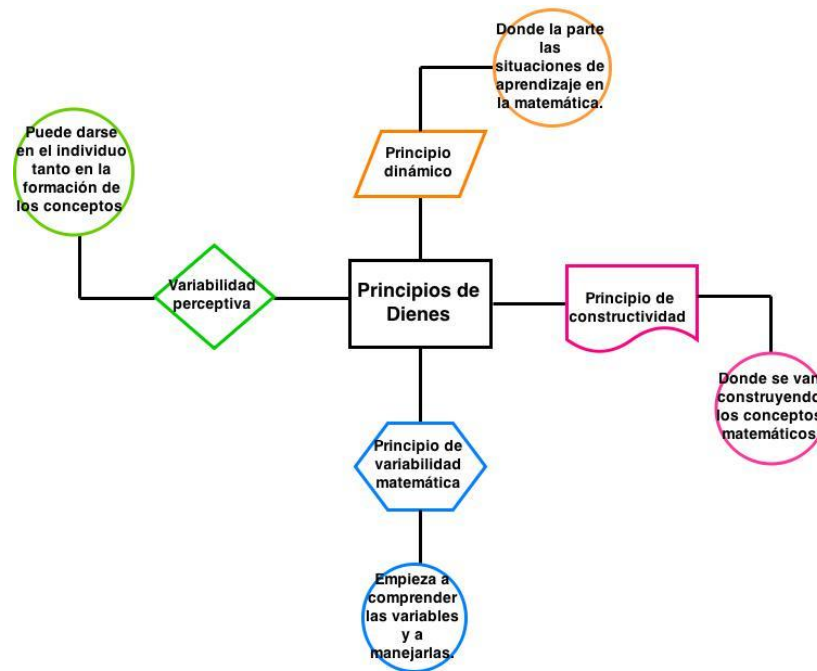 Donde la parte
las
situaciones de
aprendizaje en
la matemática.
Principio
dinámico
Puede darse
en el individuo
tanto en la
formación de
los conceptos
Variabilidad
perceptiva
Principios de
Dienes
Principio de
constructividad
Donde se van
construyendo
los conceptos
matemáticos
Principio de
variabilidad
matemática
Empieza a
comprender
las variables
y a
manejarlas.